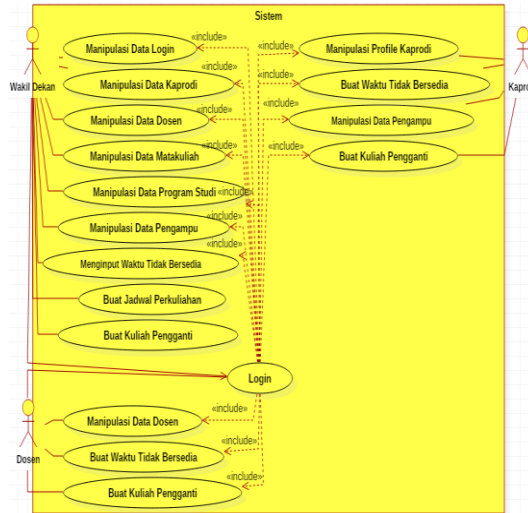 Sistem
«include»
Manipulasi Data Login
«include»
Manipulasi Profile Kaprodi
Wakil Dekan
«include»
Manipulasi Data Kaprodi
«include»
Buat Waktu Tidak Bersedia
Kapro
«include»
Manipulasi Data Dosen
«include»
Manipulasi Data Pengampu
«include»
Manipulasi Data Matakuliah
«include»
Buat Kuliah Pengganti
Manipulasi Data Program Studi
«include»
«include»
Manipulasi Data Pengampu
«include»
Menginput Waktu Tidak Bersedia
Buat Jadwal Perkuliahan
Buat Kuliah Pengganti
Login
Dosen
Manipulasi Data Dosen
«include»
Buat Waktu Tidak Bersedia
«include»
Buat Kuliah Pengganti
«include»